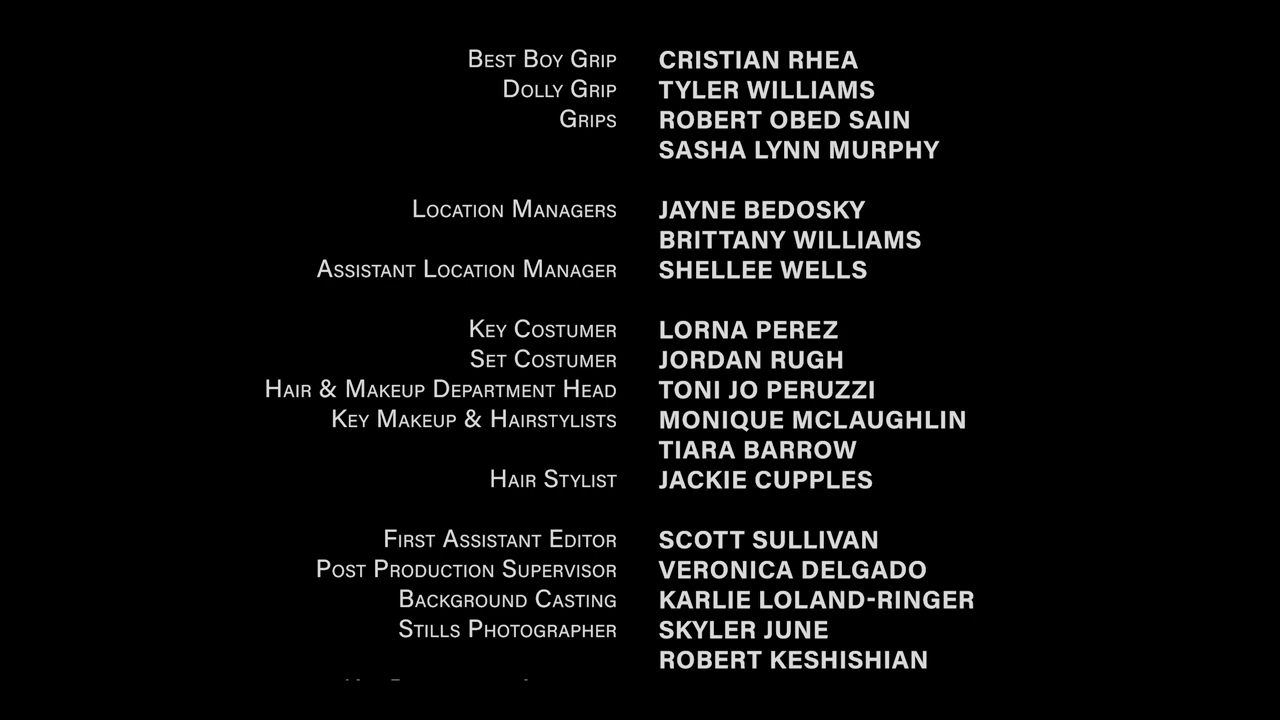 Best Boy Grip CRISTIAN RHEA
Dolly Grip TYLER WILLIAMS
Grips ROBERT OBED SAIN
SASHA LYNN MURPHY
Location Managers JAYNE BEDOSKY
BRITTANY WILLIAMS
Assistant Location Manager SHELLEE WELLS
Key Costumer LORNA PEREZ
Set Costumer JORDAN RUGH
Hair & Makeup Department Head TONI JO PERUZZI
Key Makeup & Hairstylists MONIQUE MCLAUGHLIN
TIARA BARROW
Hair Stylist JACKIE CUPPLES
First Assistant Editor SCOTT SULLIVAN
Post Production Supervisor VERONICA DELGADO
Background Casting KARLIE LOLAND-RINGER
Stills Photographer SKYLER JUNE
ROBERT KESHISHIAN